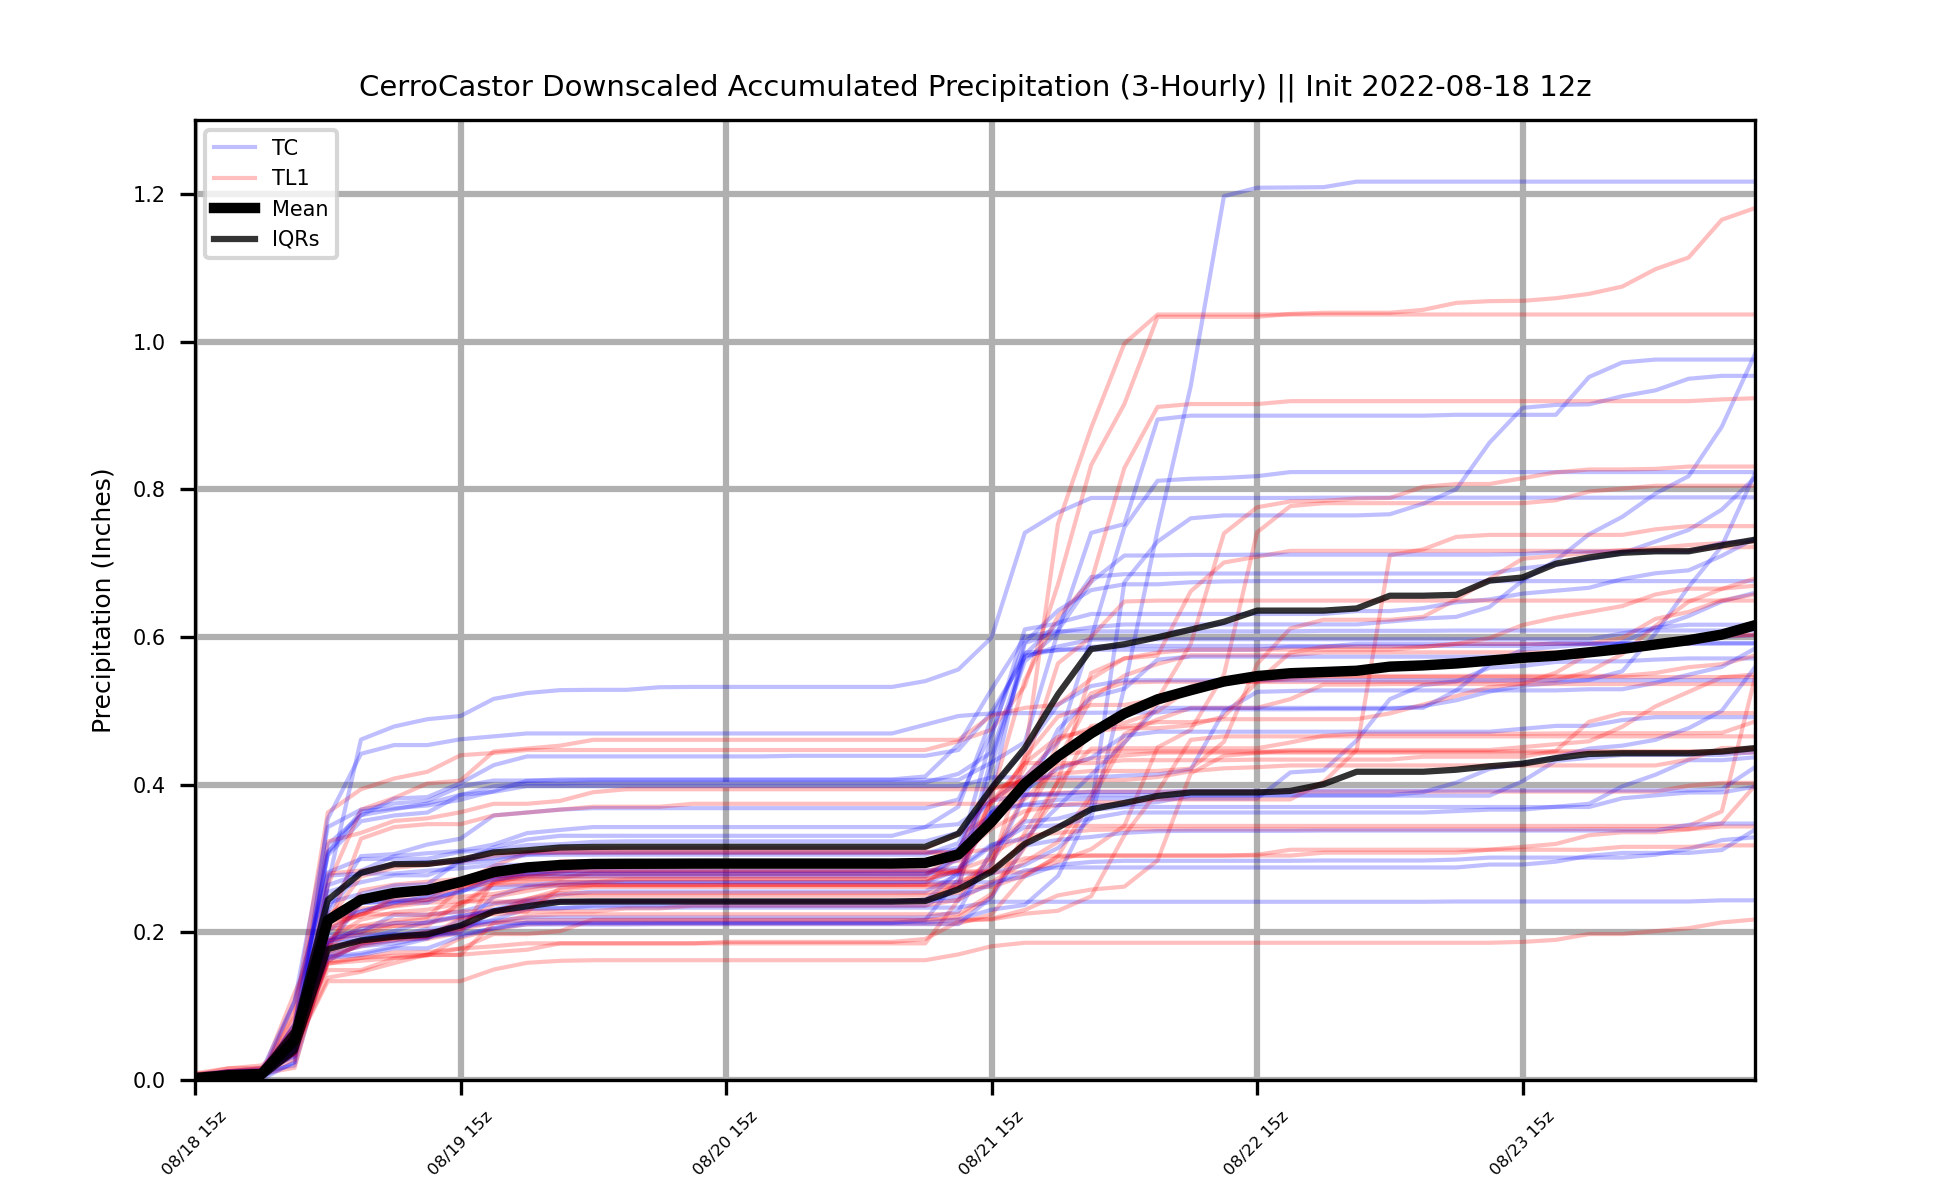 CerroCastor Downscaled Accumulated Precipitation (3-Hourly) || Init 2022-08-18 12z
TC
TL1
Mean
IQRs
Precipitation (Inches)
1.2
1.0
0.8
0.6
0.4
0.2
0.0
08/18 15z
08/19 15z
08/20 15z
08/21 15z
08/22 15z
08/23 15z